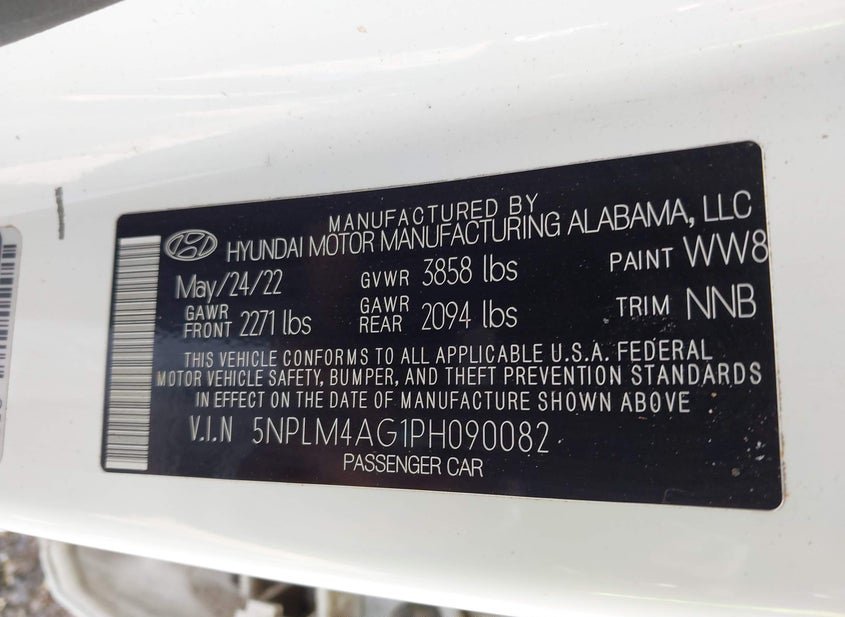 MANUFACTURED BY
HYUNDAI MOTOR MANUFACTURING ALABAMA, LLC
May/24/22 GVWR 3858 lbs PAINT WW8
GAWR FRONT 2271 lbs GAWR REAR 2094 lbs TRIM NNB
THIS VEHICLE CONFORMS TO ALL APPLICABLE U.S.A. FEDERAL
MOTOR VEHICLE SAFETY, BUMPER, AND THEFT PREVENTION STANDARDS
IN EFFECT ON THE DATE OF MANUFACTURE SHOWN ABOVE
V.I.N 5NPLM4AG1PH090082
PASSENGER CAR